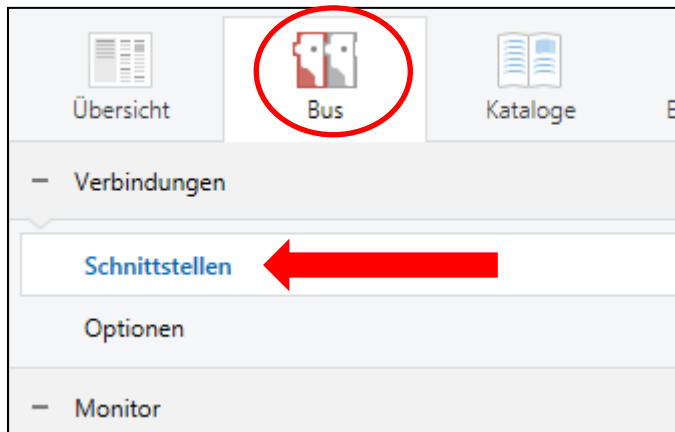 Übersicht Bus Kataloge E
Verbindungen
Schnittstellen
Optionen
Monitor